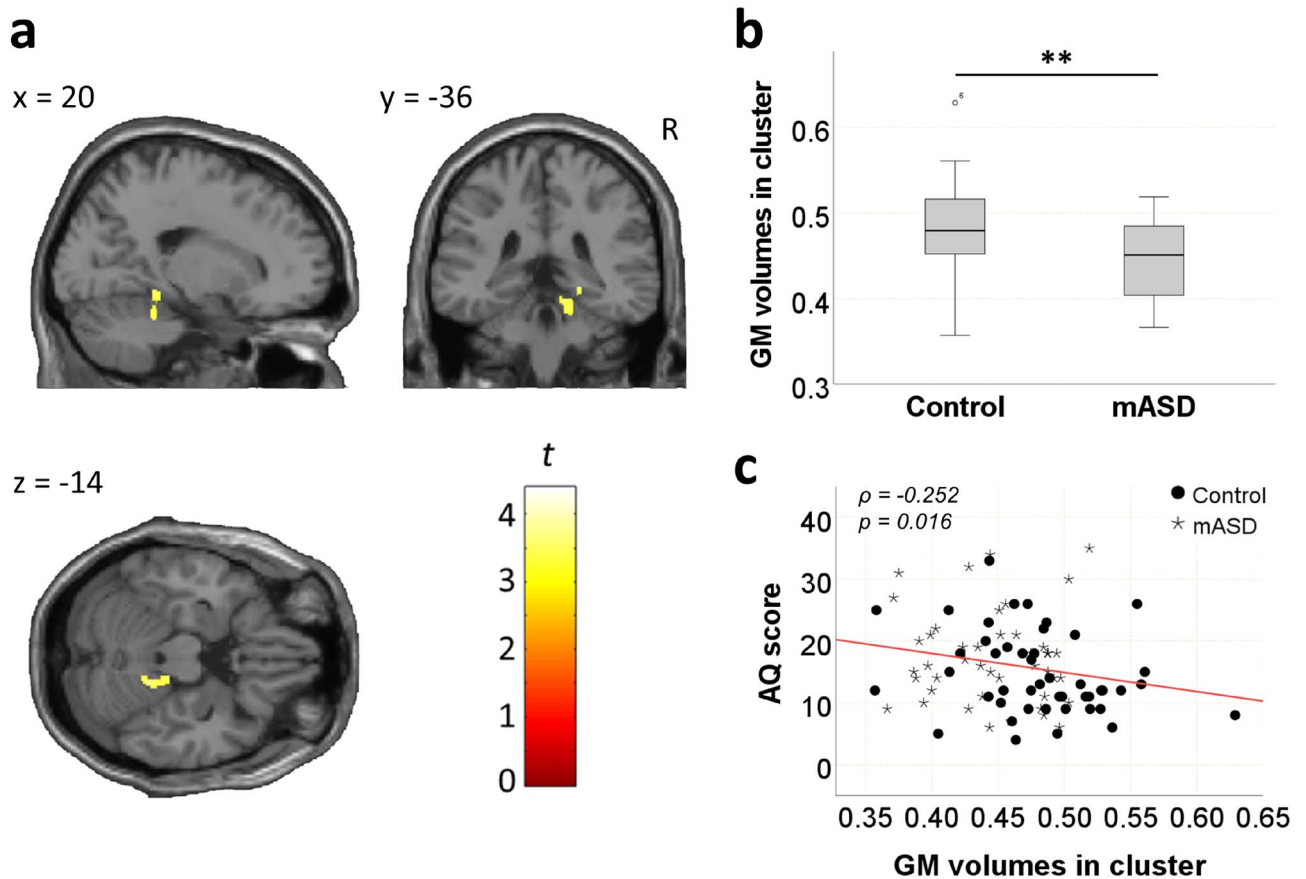 a
x = 20
y = -36
R
z = -14
t
4
3
2
1
0
b
**
6
0.6
0.5
0.4
0.3
GM volumes in cluster
Control
mASD
c
ρ = -0.252
p = 0.016
Control
mASD
40
30
20
10
0
AQ score
0.35 0.40 0.45 0.50 0.55 0.60 0.65
GM volumes in cluster